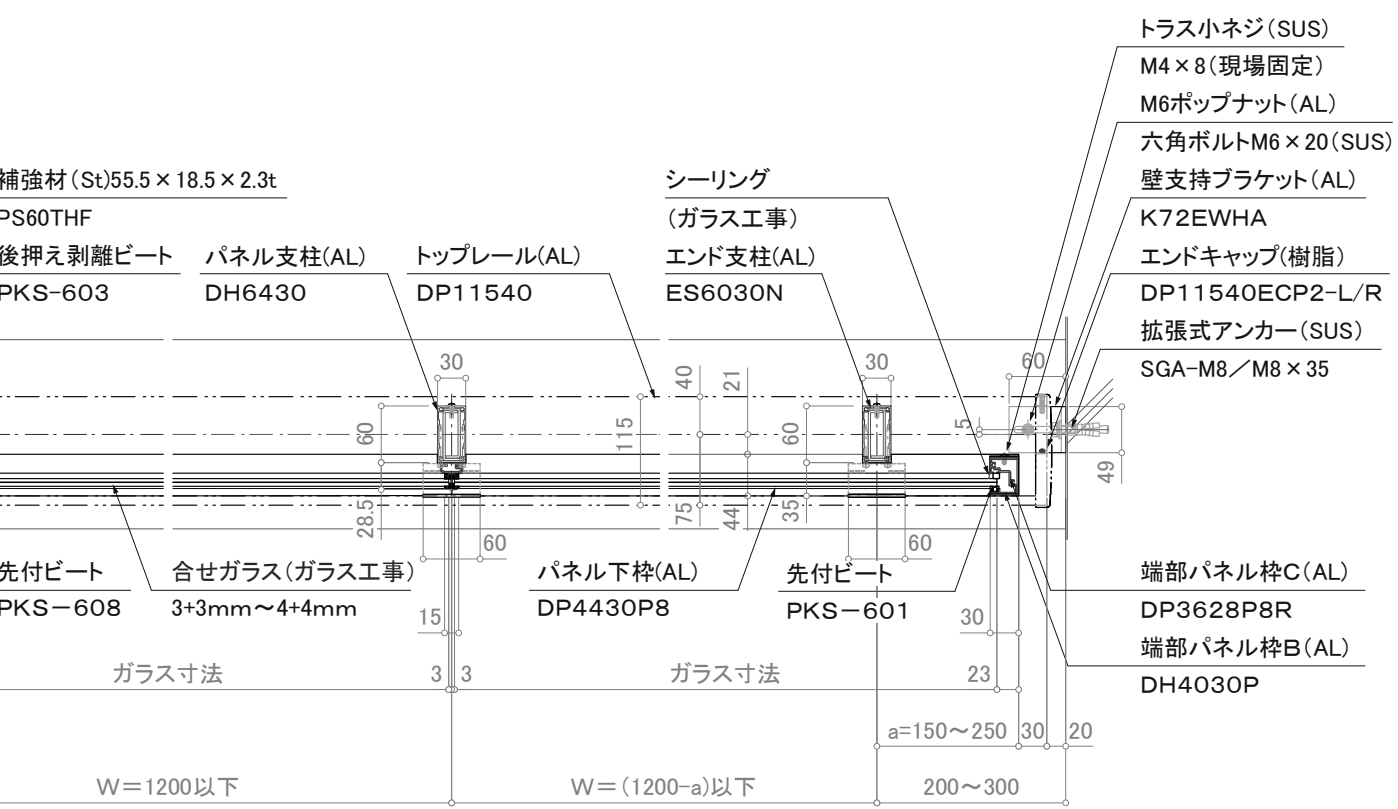 トラス小ネジ(SUS)
M4×8(現場固定)
M6ポップナット(AL)
六角ボルトM6×20(SUS)
壁支持ブラケット(AL)
K72EWHA
エンドキャップ(樹脂)
DP11540ECP2-L/R
拡張式アンカー(SUS)
SGA-M8／M8×35
補強材(St)55.5×18.5×2.3t
PS60THF
後押え剥離ビート
PKS-603
パネル支柱(AL)
DH6430
トップレール(AL)
DP11540
シーリング
(ガラス工事)
エンド支柱(AL)
ES6030N
30
30
60
40
21
60
115
60
5
49
28.5
75
44
35
60
60
先付ビート
PKS－608
合せガラス(ガラス工事)
3+3mm～4+4mm
パネル下枠(AL)
DP4430P8
先付ビート
PKS－601
端部パネル枠C(AL)
DP3628P8R
端部パネル枠B(AL)
DH4030P
15
30
ガラス寸法
3
3
ガラス寸法
23
a=150～250
30
20
W＝1200以下
W＝(1200-a)以下
200～300